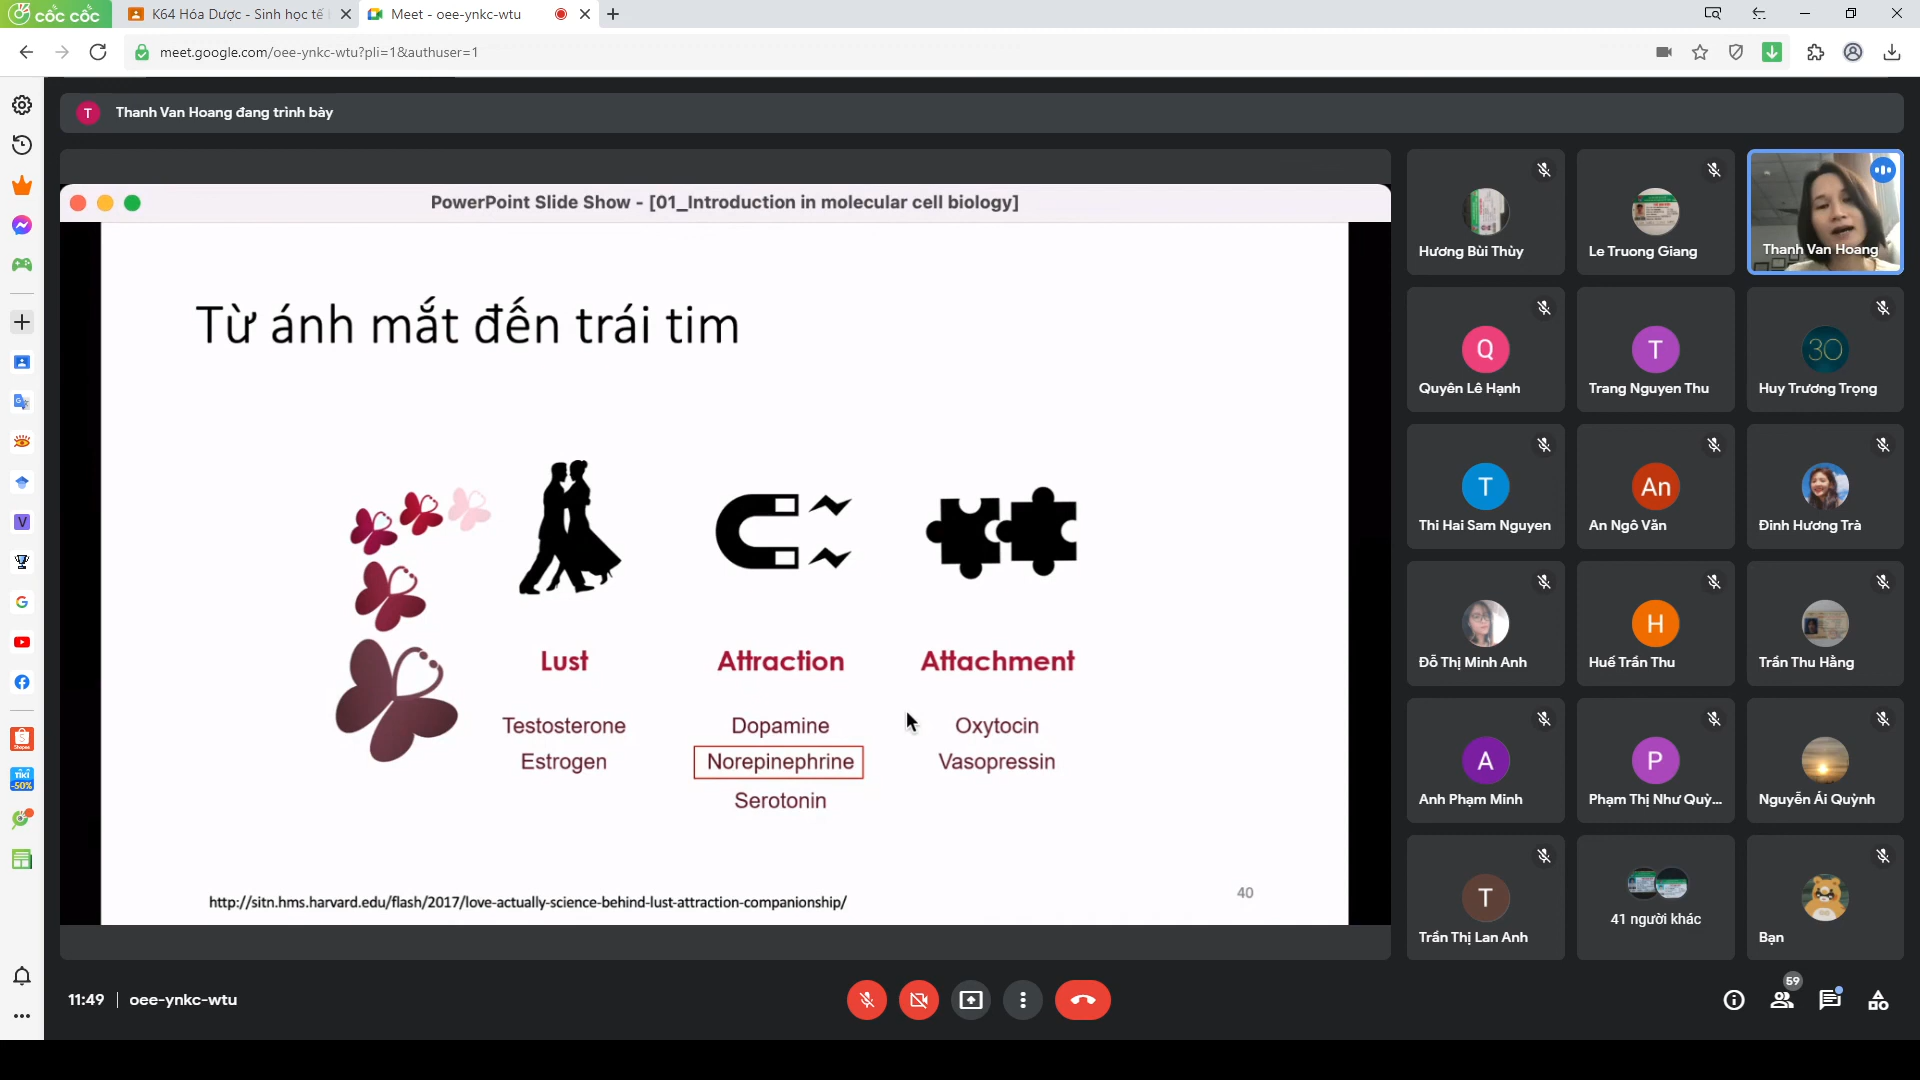 cốc cốc
K64 Hóa Dược - Sinh học tế
Meet - oee-ynkc-wtu
meet.google.com/oee-ynkc-wtu?pli=1&authuser=1
T
Thanh Van Hoang đang trình bày
PowerPoint Slide Show - [01_Introduction in molecular cell biology]
Từ ánh mắt đến trái tim
Lust
Attraction
Attachment
Testosterone
Dopamine
Oxytocin
Estrogen
Norepinephrine
Vasopressin
Serotonin
http://sitn.hms.harvard.edu/flash/2017/love-actually-science-behind-lust-attraction-companionship/
40
Hương Bùi Thùy
Le Truong Giang
Thanh Van Hoang
Q
T
30
Quyên Lê Hạnh
Trang Nguyen Thu
Huy Trương Trọng
T
An
Thi Hai Sam Nguyen
An Ngô Văn
Đinh Hương Trà
H
Đỗ Thị Minh Anh
Huế Trần Thu
Trần Thu Hằng
A
P
Anh Phạm Minh
Phạm Thị Như Quỳ...
Nguyễn Ái Quỳnh
T
41 người khác
Trần Thị Lan Anh
Bạn
V
G
Shopee
TIKI
-50%
11:49
oee-ynkc-wtu
59